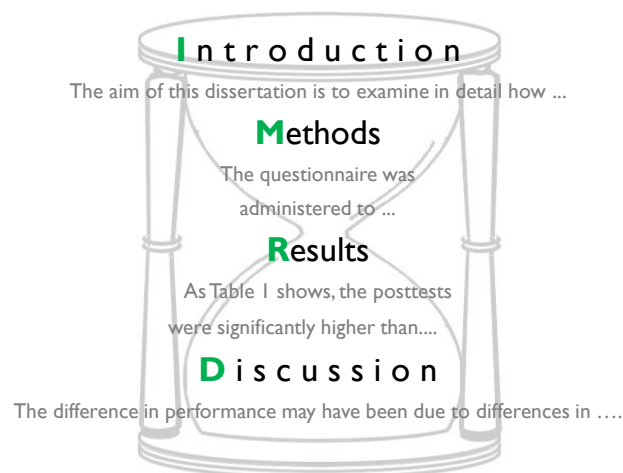 Introduction
The aim of this dissertation is to examine in detail how ...
Methods
The questionnaire was
administered to ...
Results
As Table 1 shows, the posttests
were significantly higher than....
Discussion
The difference in performance may have been due to differences in ….